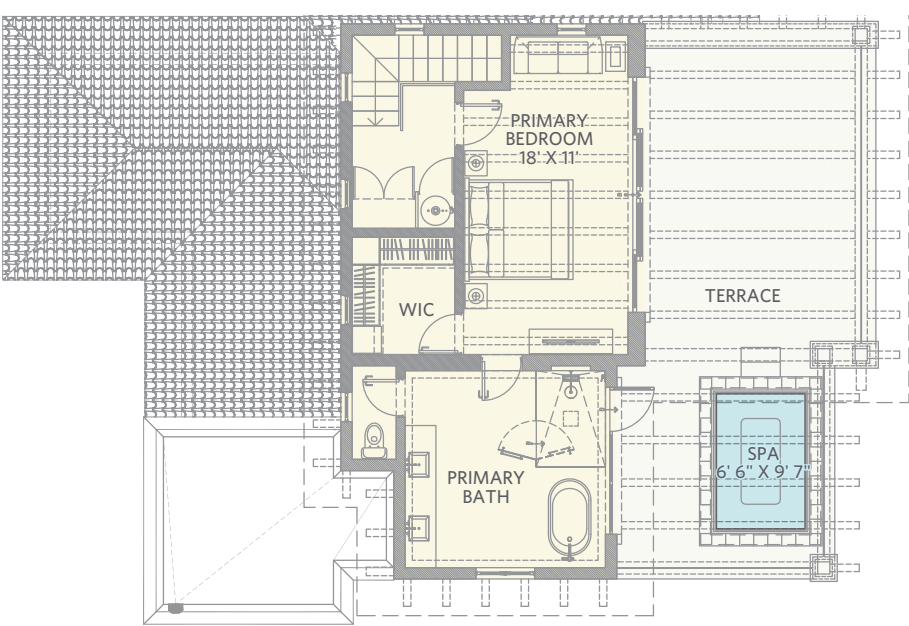 PRIMARY
BEDROOM
18' X 11'
TERRACE
WIC
SPA
6' 6" X 9' 7"
PRIMARY
BATH